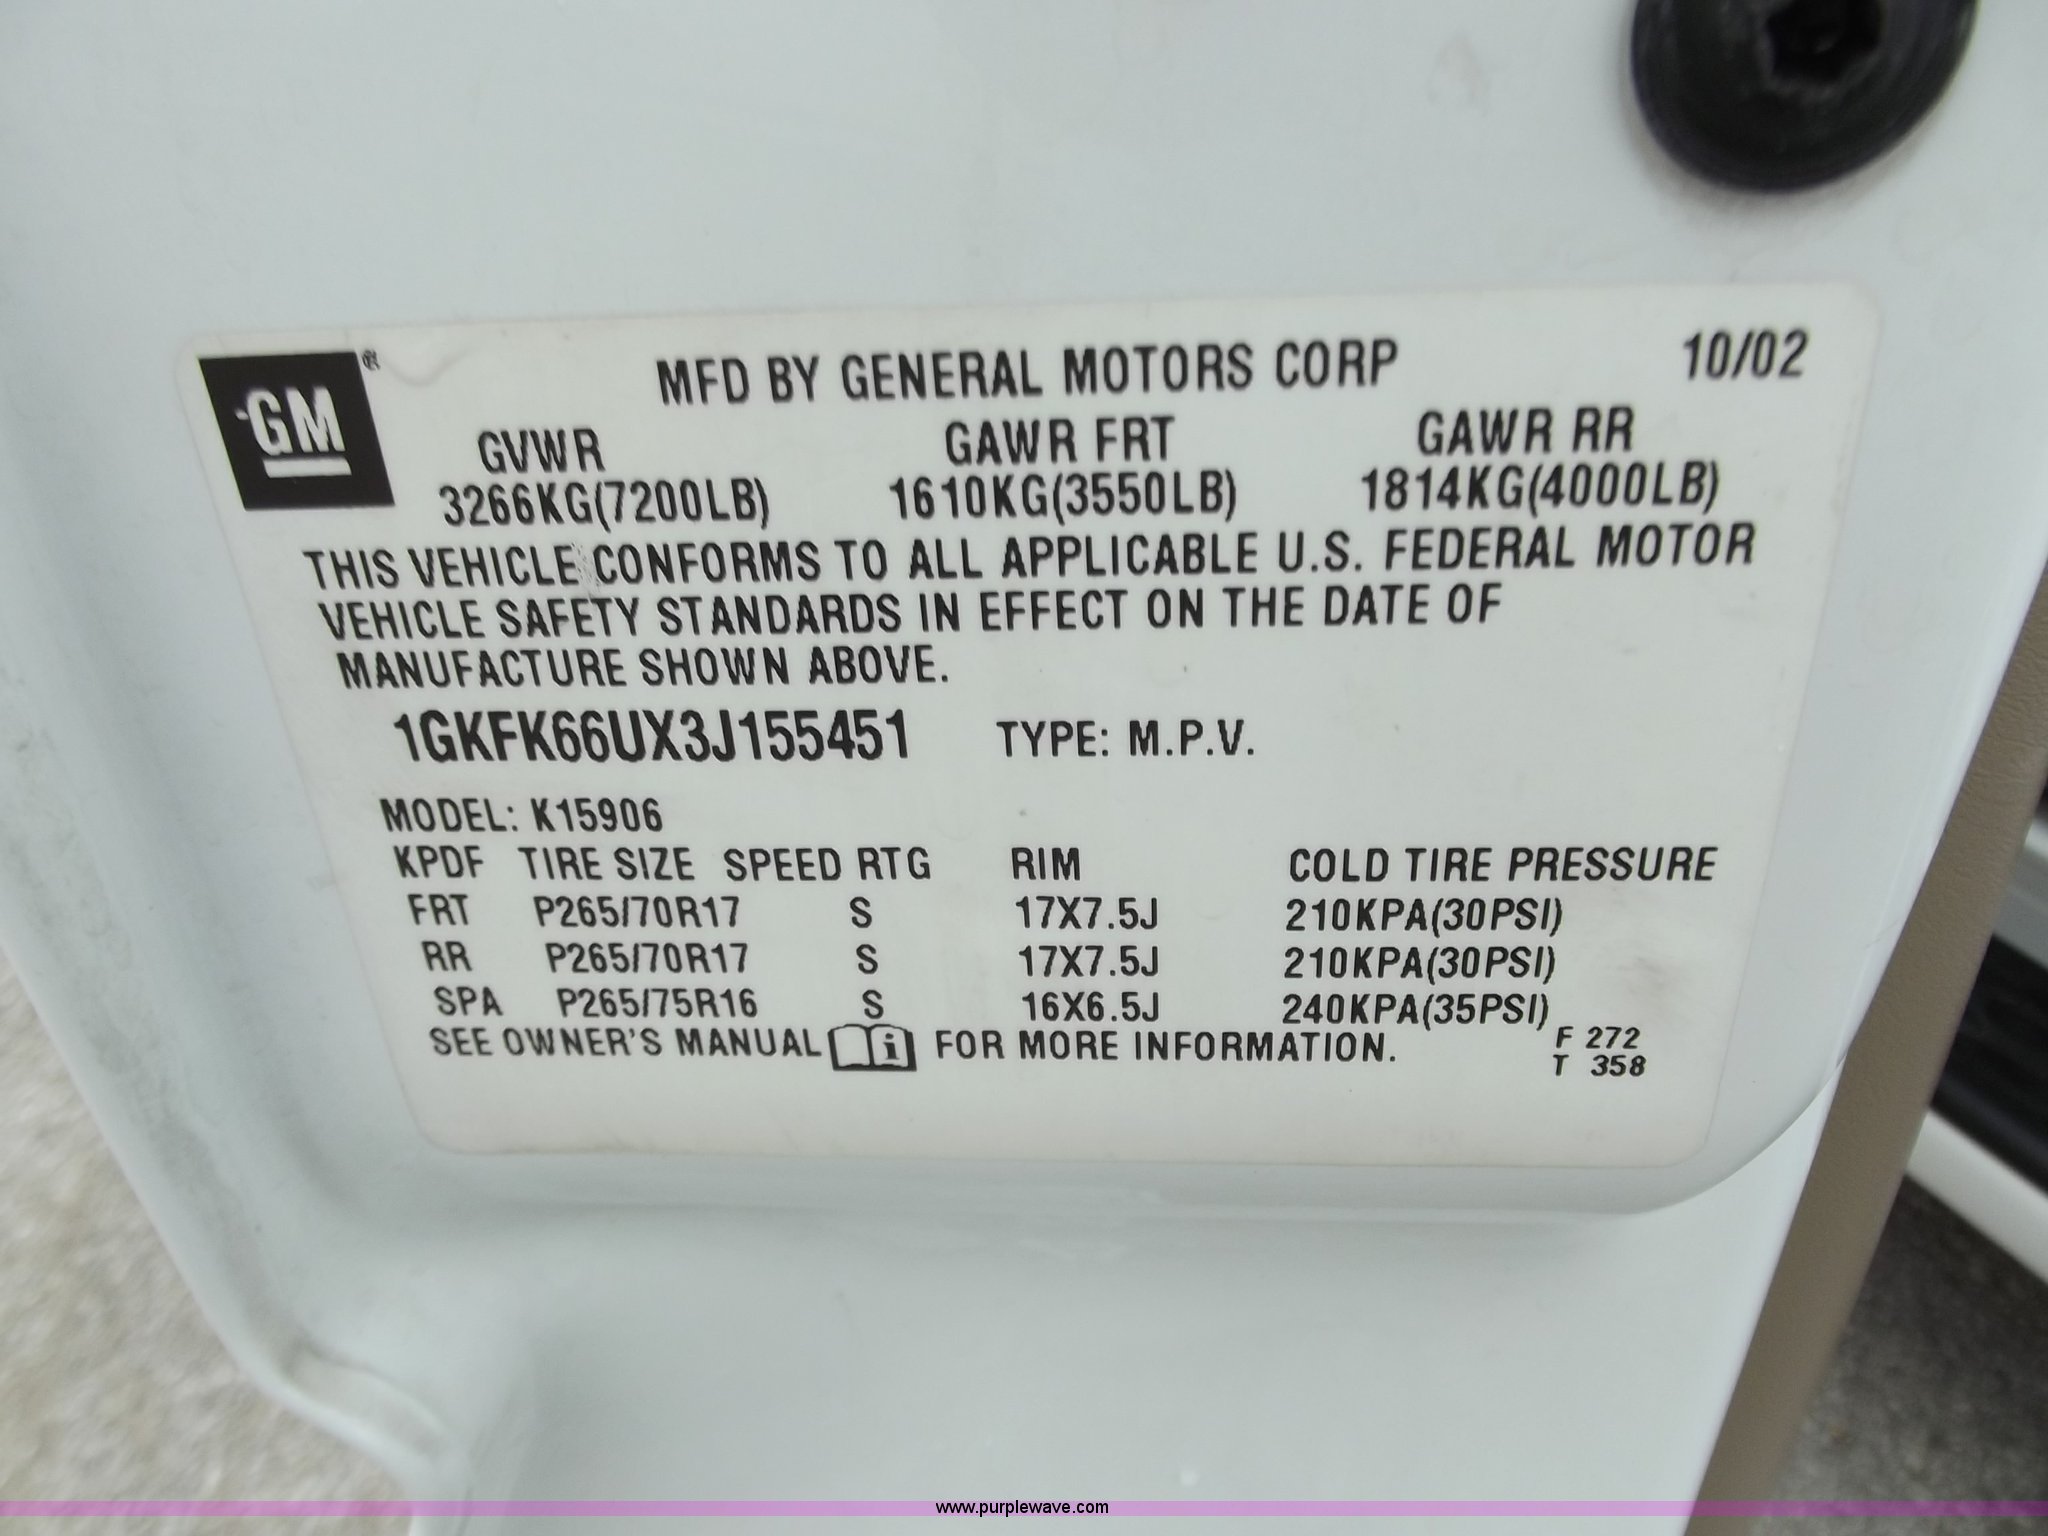 GM ®
MFD BY GENERAL MOTORS CORP 10/02
GVWR GAWR FRT GAWR RR
3266KG(7200LB) 1610KG(3550LB) 1814KG(4000LB)
THIS VEHICLE CONFORMS TO ALL APPLICABLE U.S. FEDERAL MOTOR
VEHICLE SAFETY STANDARDS IN EFFECT ON THE DATE OF
MANUFACTURE SHOWN ABOVE.
1GKFK66UX3J155451 TYPE: M.P.V.
MODEL: K15906
KPDF TIRE SIZE SPEED RTG RIM COLD TIRE PRESSURE
FRT P265/70R17 S 17X7.5J 210KPA(30PSI)
RR P265/70R17 S 17X7.5J 210KPA(30PSI)
SPA P265/75R16 S 16X6.5J 240KPA(35PSI)
SEE OWNER'S MANUAL i FOR MORE INFORMATION.
F 272
T 358
www.purplewave.com